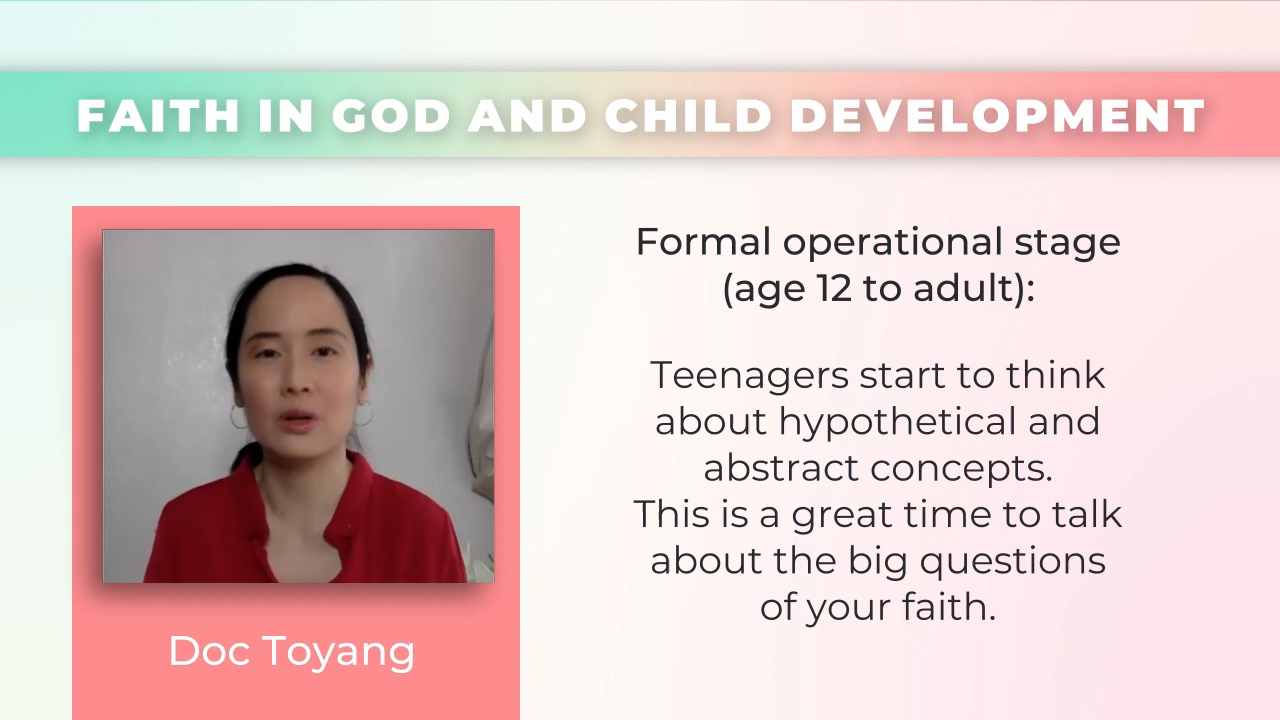 FAITH IN GOD AND CHILD DEVELOPMENT
Formal operational stage
(age 12 to adult):
Teenagers start to think
about hypothetical and
abstract concepts.
This is a great time to talk
about the big questions
of your faith.
Doc Toyang